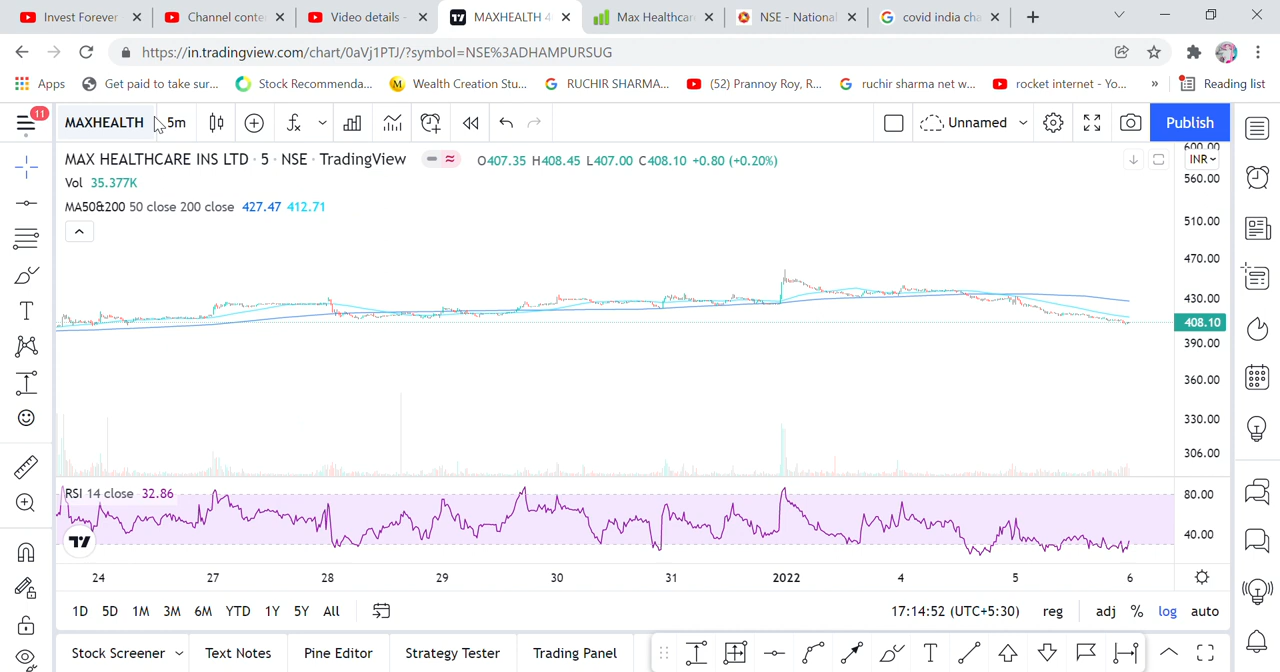 Invest Forever
Channel conte
Video details -
MAXHEALTH 4
Max Healthcar
NSE - National
covid india cha
https://in.tradingview.com/chart/0aVj1PTJ/?symbol=NSE%3ADHAMPURSUG
Apps
Get paid to take sur...
Stock Recommenda...
Wealth Creation Stu...
RUCHIR SHARMA...
(52) Prannoy Roy, R...
ruchir sharma net w...
rocket internet - Yo...
»
Reading list
11
MAXHEALTH
5m
Unnamed
Publish
MAX HEALTHCARE INS LTD · 5 · NSE · TradingView
O407.35 H408.45 L407.00 C408.10 +0.80 (+0.20%)
Vol 35.377K
MA50&200 50 close 200 close 427.47 412.71
INR
600.00
560.00
510.00
470.00
430.00
408.10
390.00
360.00
330.00
306.00
RSI 14 close 32.86
80.00
40.00
24 27 28 29 30 31 2022 4 5 6
1D 5D 1M 3M 6M YTD 1Y 5Y All
17:14:52 (UTC+5:30) reg adj % log auto
Stock Screener Text Notes Pine Editor Strategy Tester Trading Panel